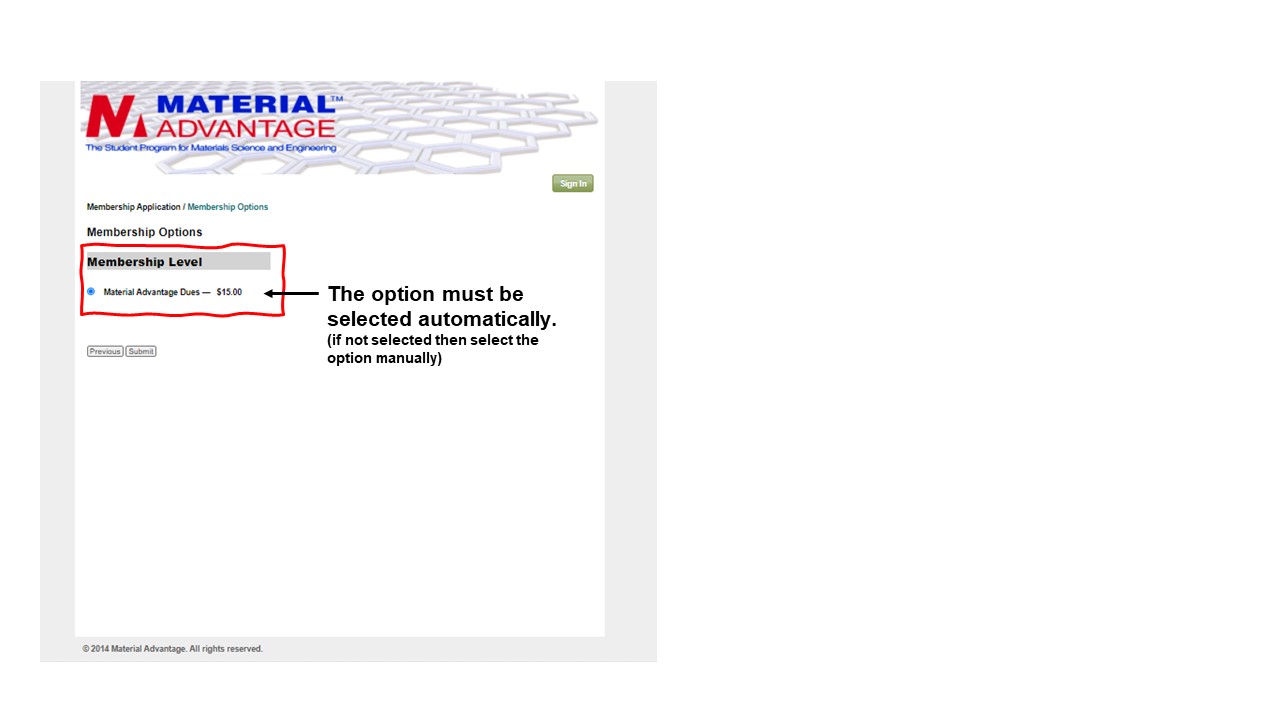 MATERIAL™
ADVANTAGE
The Student Program for Materials Science and Engineering
Sign In
Membership Application / Membership Options
Membership Options
Membership Level
Material Advantage Dues — $15.00
The option must be
selected automatically.
(if not selected then select the
option manually)
Previous Submit
© 2014 Material Advantage. All rights reserved.